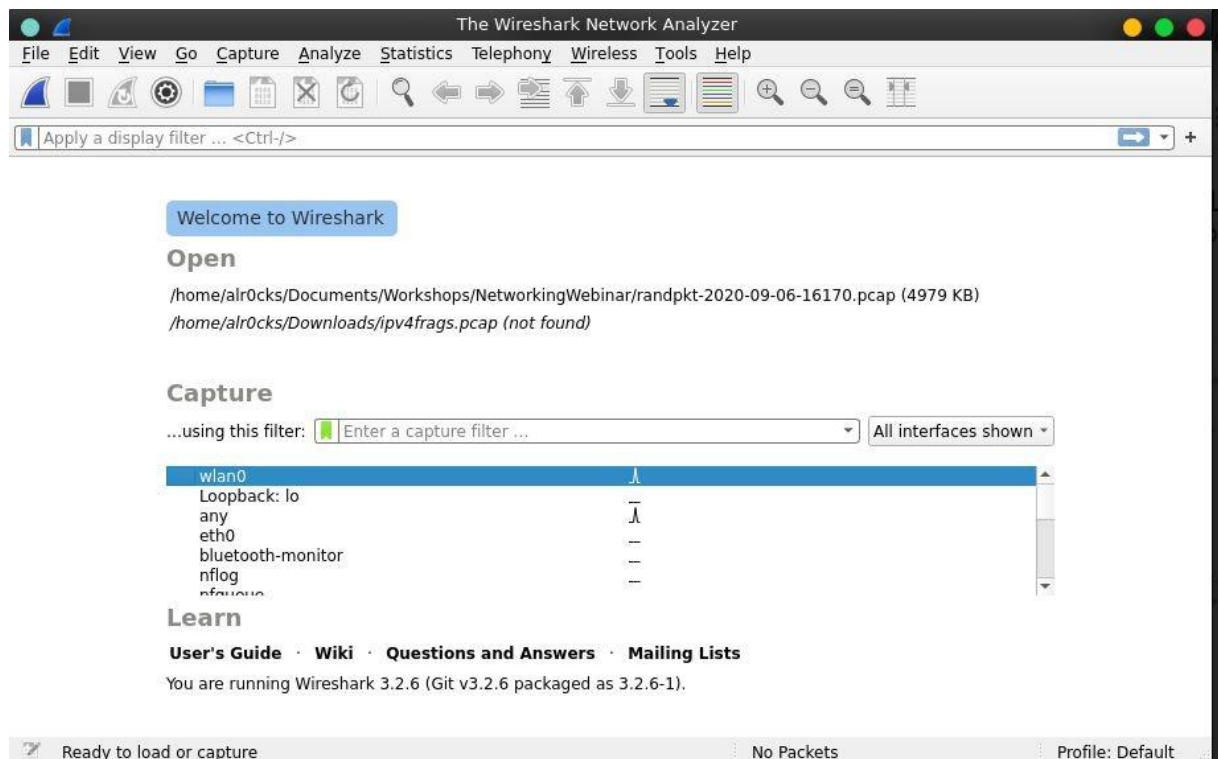 The Wireshark Network Analyzer
File Edit View Go Capture Analyze Statistics Telephony Wireless Tools Help
Apply a display filter ... <Ctrl-/>
Welcome to Wireshark
Open
/home/alr0cks/Documents/Workshops/NetworkingWebinar/randpkt-2020-09-06-16170.pcap (4979 KB)
/home/alr0cks/Downloads/ipv4frags.pcap (not found)
Capture
...using this filter: Enter a capture filter ... All interfaces shown
wlan0
Loopback: lo
any
eth0
bluetooth-monitor
nflog
nfqueue
Learn
User's Guide · Wiki · Questions and Answers · Mailing Lists
You are running Wireshark 3.2.6 (Git v3.2.6 packaged as 3.2.6-1).
Ready to load or capture No Packets Profile: Default